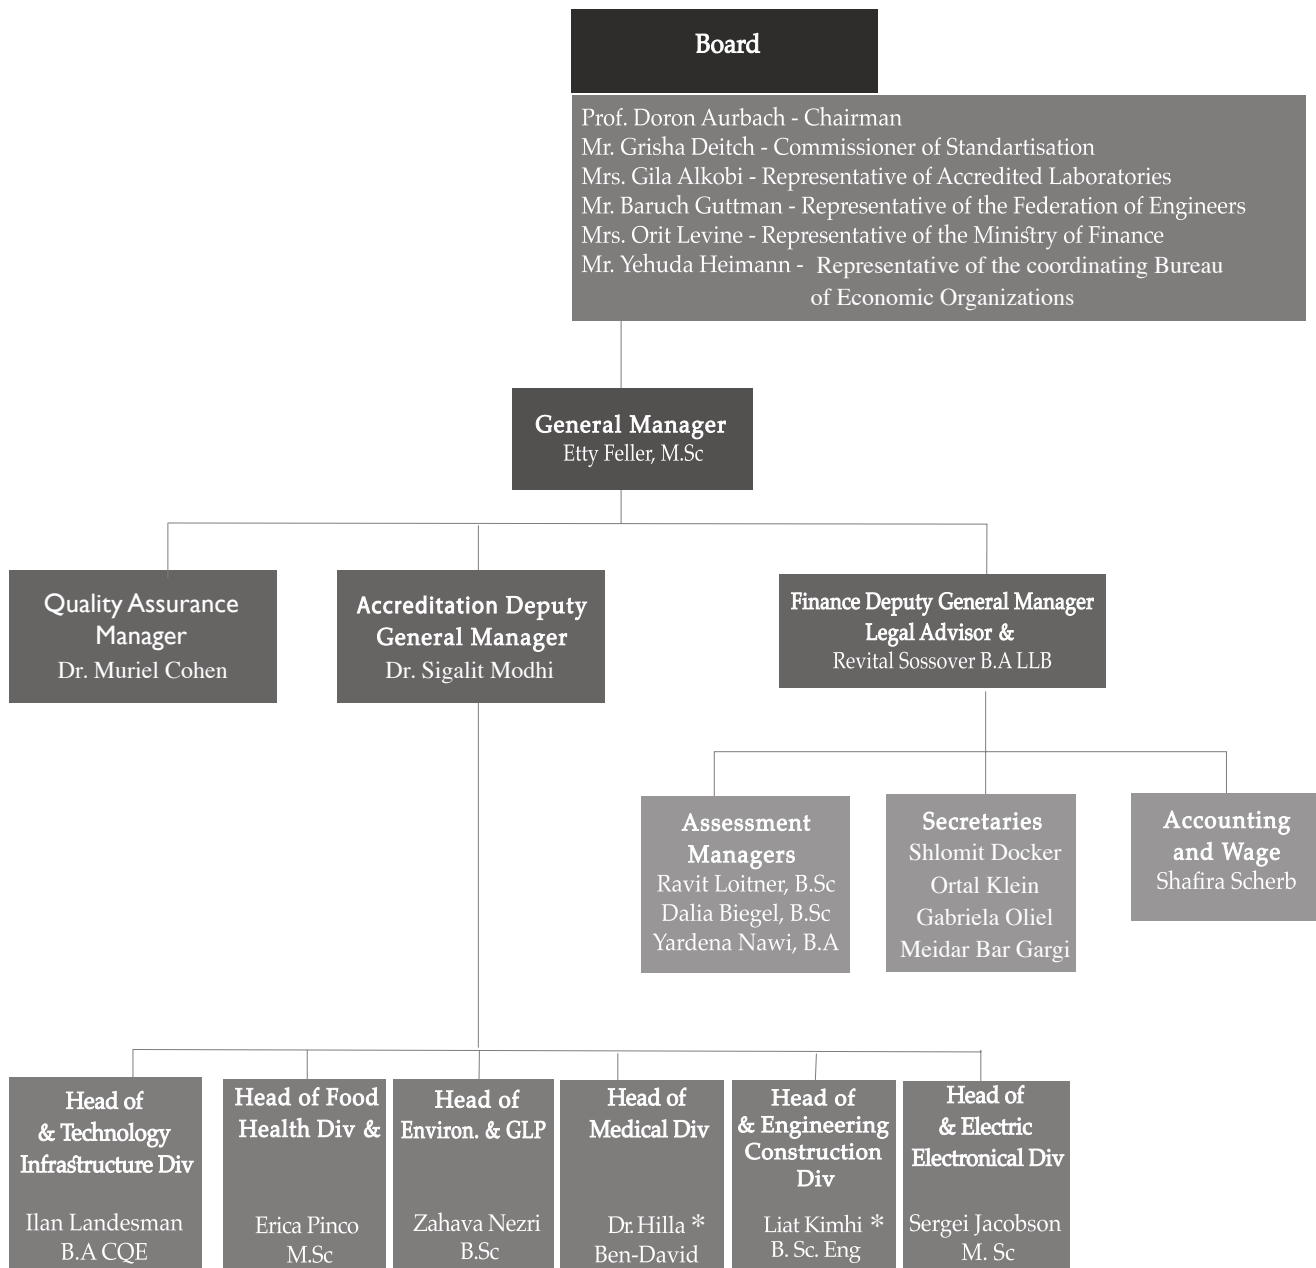 Board
Prof. Doron Aurbach - Chairman
Mr. Grisha Deitch - Commissioner of Standartisation
Mrs. Gila Alkobi - Representative of Accredited Laboratories
Mr. Baruch Guttman - Representative of the Federation of Engineers
Mrs. Orit Levine - Representative of the Ministry of Finance
Mr. Yehuda Heimann - Representative of the coordinating Bureau
of Economic Organizations
General Manager
Etty Feller, M.Sc
Quality Assurance
Manager
Dr. Muriel Cohen
Accreditation Deputy
General Manager
Dr. Sigalit Modhi
Finance Deputy General Manager
Legal Advisor &
Revital Sossover B.A LLB
Assessment
Managers
Ravit Loitner, B.Sc
Dalia Biegel, B.Sc
Yardena Nawi, B.A
Secretaries
Shlomit Docker
Ortal Klein
Gabriela Oliel
Meidar Bar Gargi
Accounting
and Wage
Shafira Scherb
Head of
& Technology
Infrastructure Div
Ilan Landesman
B.A CQE
Head of Food
Health Div &
Erica Pinco
M.Sc
Head of
Environ. & GLP
Zahava Nezri
B.Sc
Head of
Medical Div
Dr. Hilla *
Ben-David
Head of
& Engineering
Construction
Div
Liat Kimhi *
B. Sc. Eng
Head of
& Electric
Electronical Div
Sergei Jacobson
M. Sc